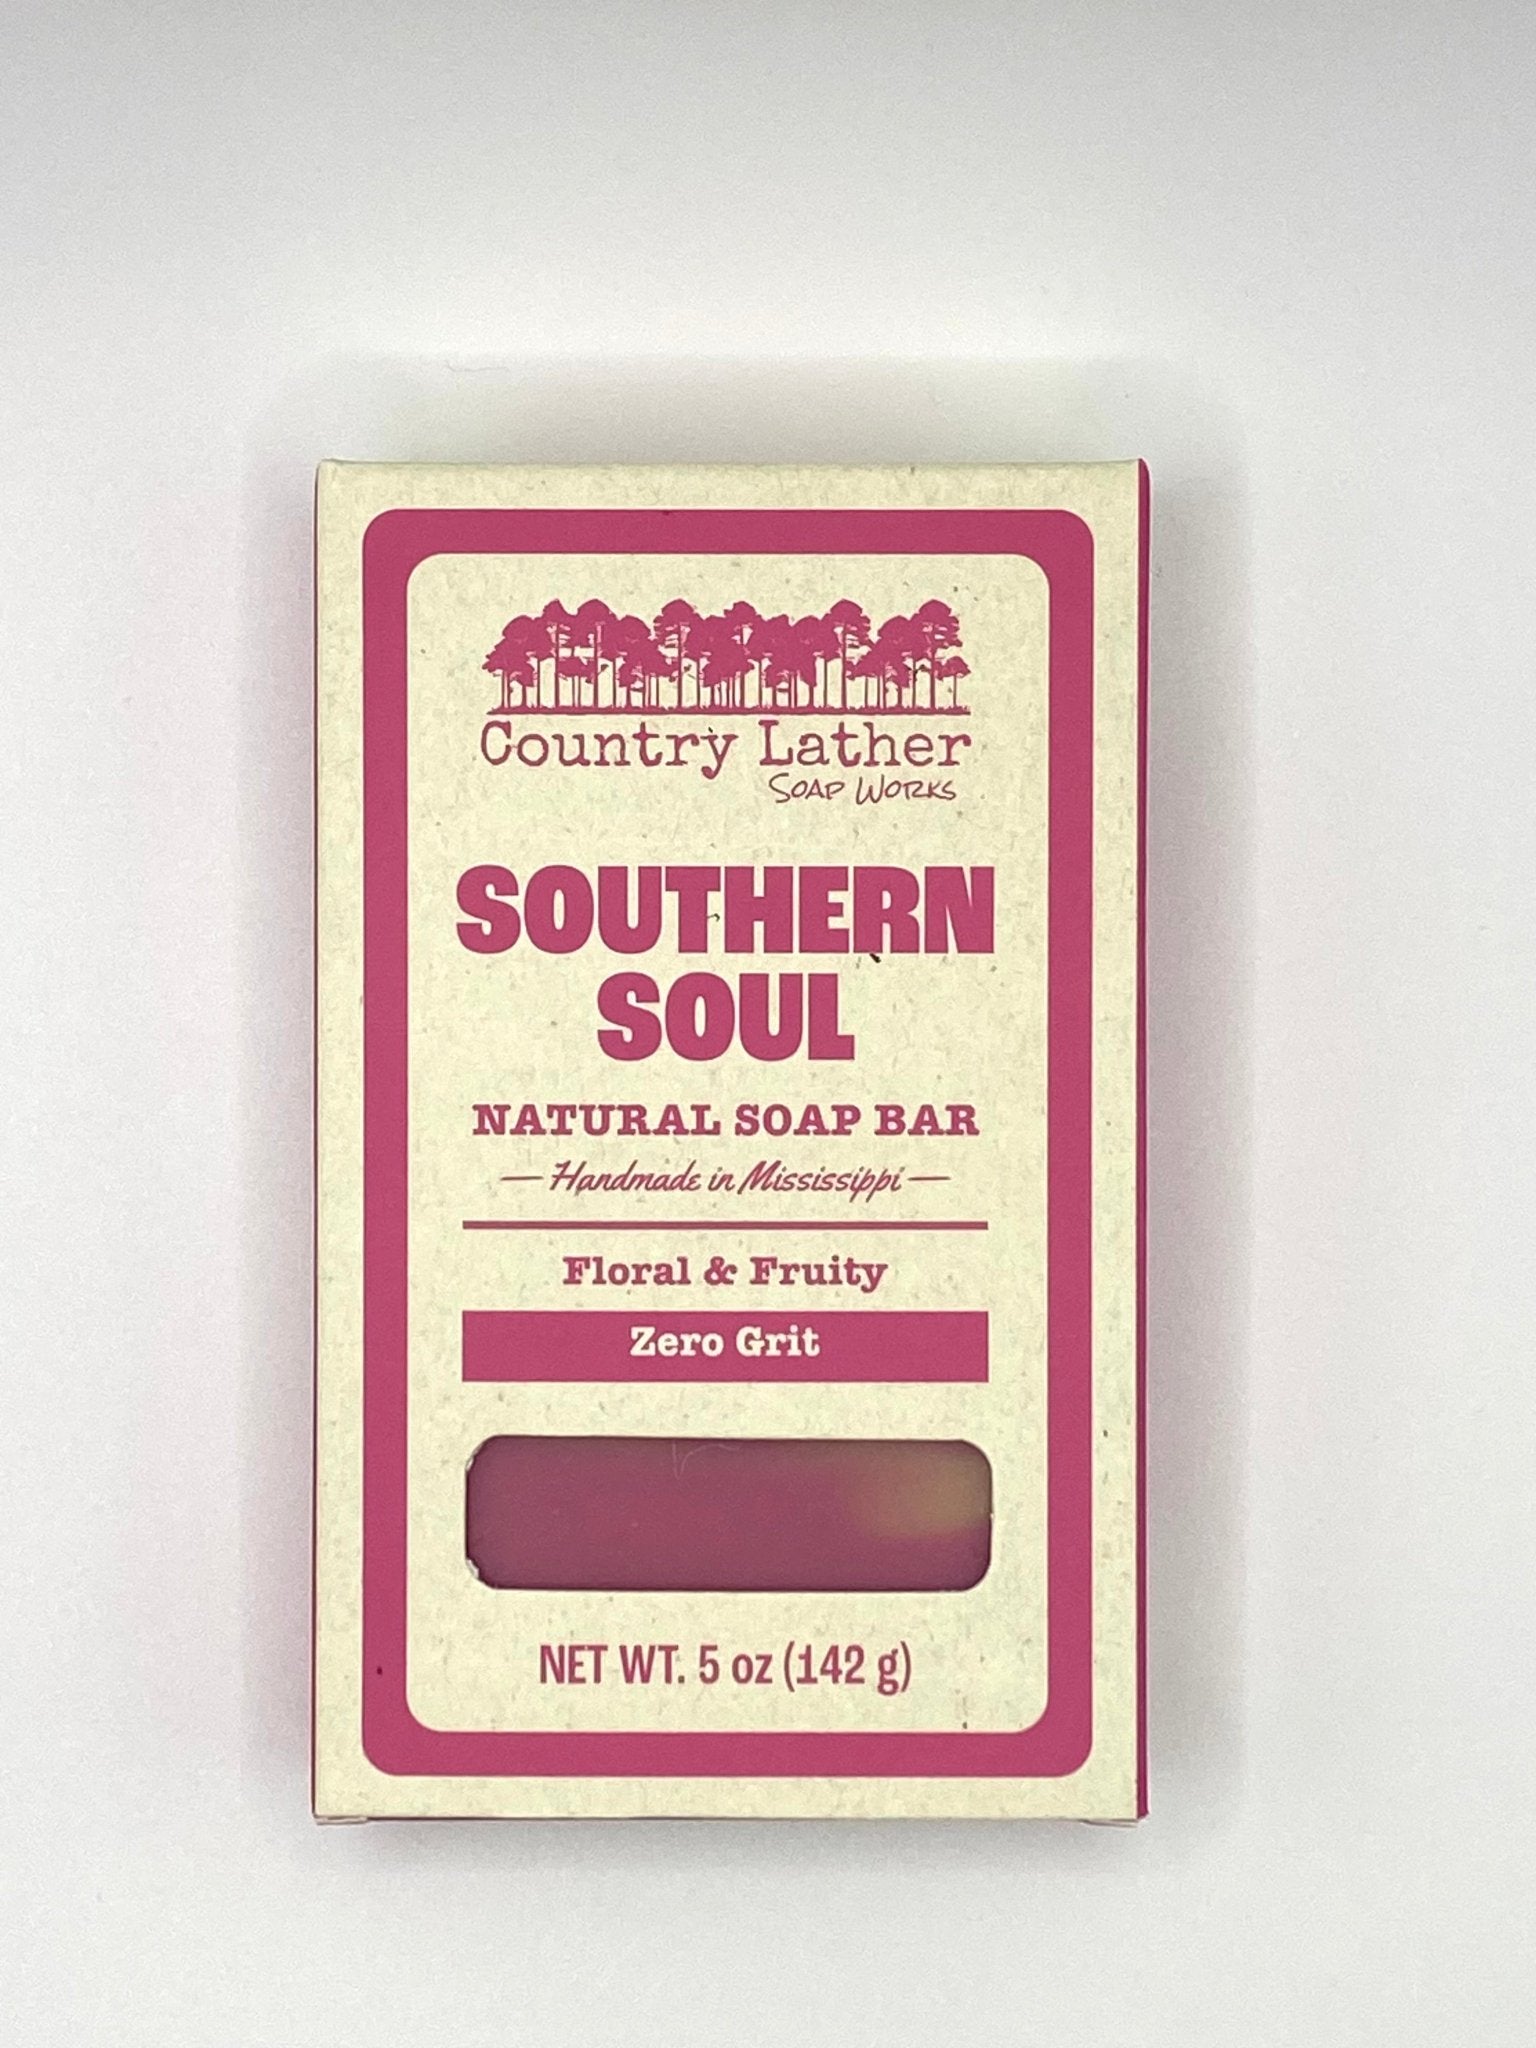 Country Lather
SOAP WORKS
SOUTHERN
SOUL
NATURAL SOAP BAR
— Handmade in Mississippi —
Floral & Fruity
Zero Grit
NET WT. 5 oz (142 g)